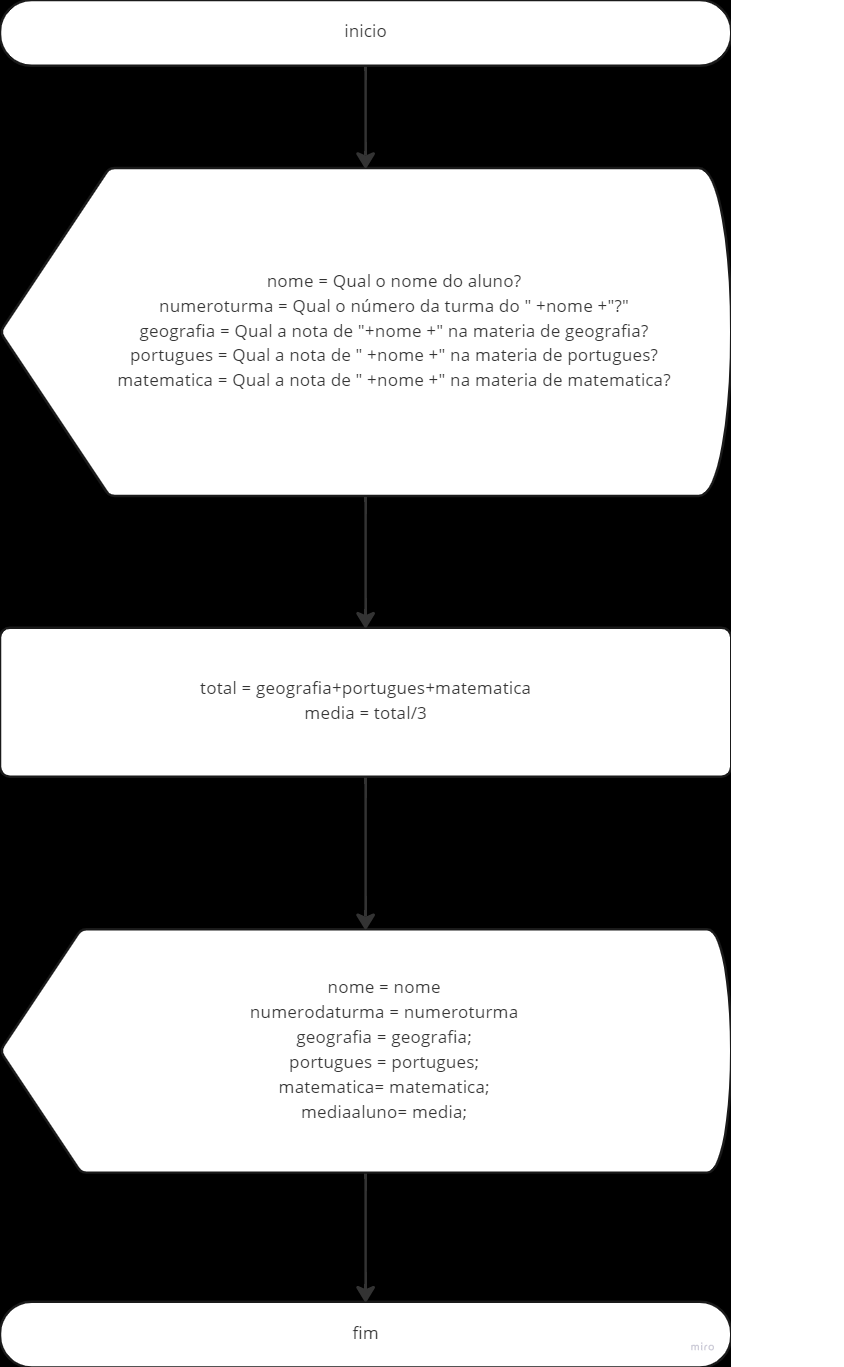 inicio
nome = Qual o nome do aluno?
numeroturma = Qual o número da turma do " +nome +"?"
geografia = Qual a nota de "+nome +" na materia de geografia?
portugues = Qual a nota de " +nome +" na materia de portugues?
matematica = Qual a nota de " +nome +" na materia de matematica?
total = geografia+portugues+matematica
media = total/3
nome = nome
numerodaturma = numeroturma
geografia = geografia;
portugues = portugues;
matematica= matematica;
mediaaluno= media;
fim
miro